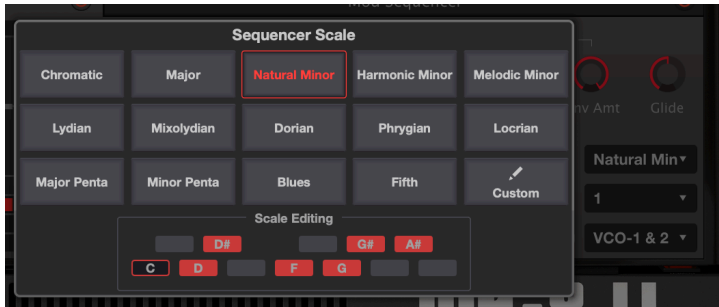 Mod Sequencer
Sequencer Scale
Chromatic
Major
Natural Minor
Harmonic Minor
Melodic Minor
Lydian
Mixolydian
Dorian
Phrygian
Locrian
Major Penta
Minor Penta
Blues
Fifth
Custom
Scale Editing
D#
G#
A#
C
D
F
G
Amt
Glide
Natural Min
1
VCO-1 & 2